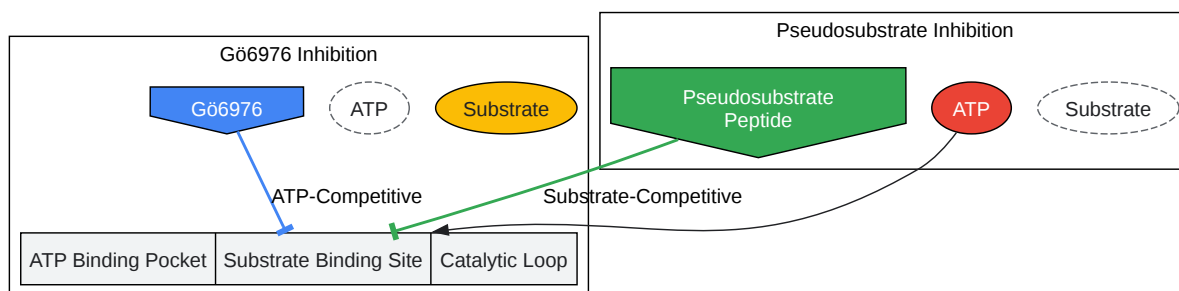 Gö6976 Inhibition
Gö6976
ATP
Substrate
Pseudosubstrate Inhibition
Pseudosubstrate
Peptide
ATP
Substrate
ATP-Competitive
Substrate-Competitive
ATP Binding Pocket
Substrate Binding Site
Catalytic Loop